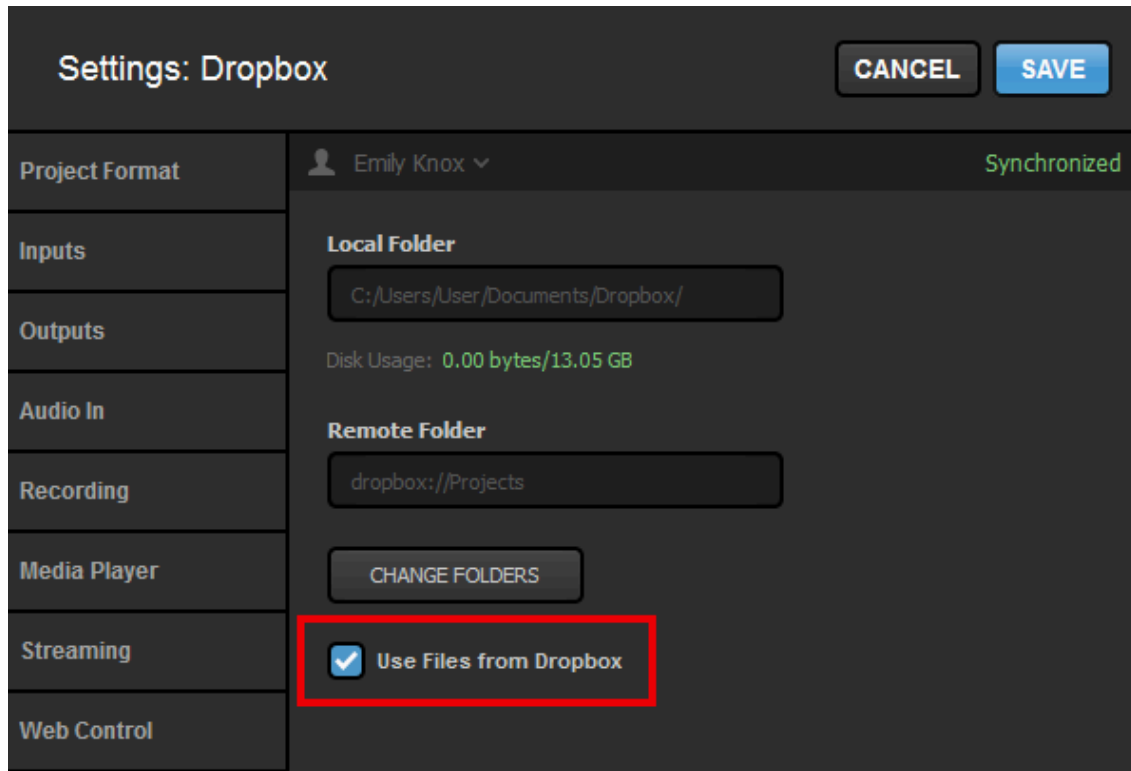 Settings: Dropbox
CANCEL
SAVE
Project Format
Inputs
Outputs
Audio In
Recording
Media Player
Streaming
Web Control
Emily Knox
Synchronized
Local Folder
C:/Users/User/Documents/Dropbox/
Disk Usage: 0.00 bytes/13.05 GB
Remote Folder
dropbox://Projects
CHANGE FOLDERS
Use Files from Dropbox